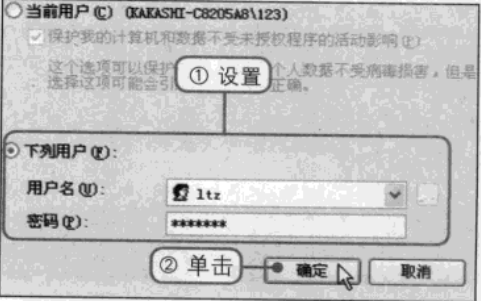 当前用户(C) (KAKASHI-C8205A8\123)
保护我的计算机和数据不受未授权程序的活动影响(P)
这个选项可以保护 个人数据不受病毒损害，但是
选择这项可能会引 正确。
① 设置
下列用户(F):
用户名(U): ltz
密码(P): *******
② 单击
确定 取消